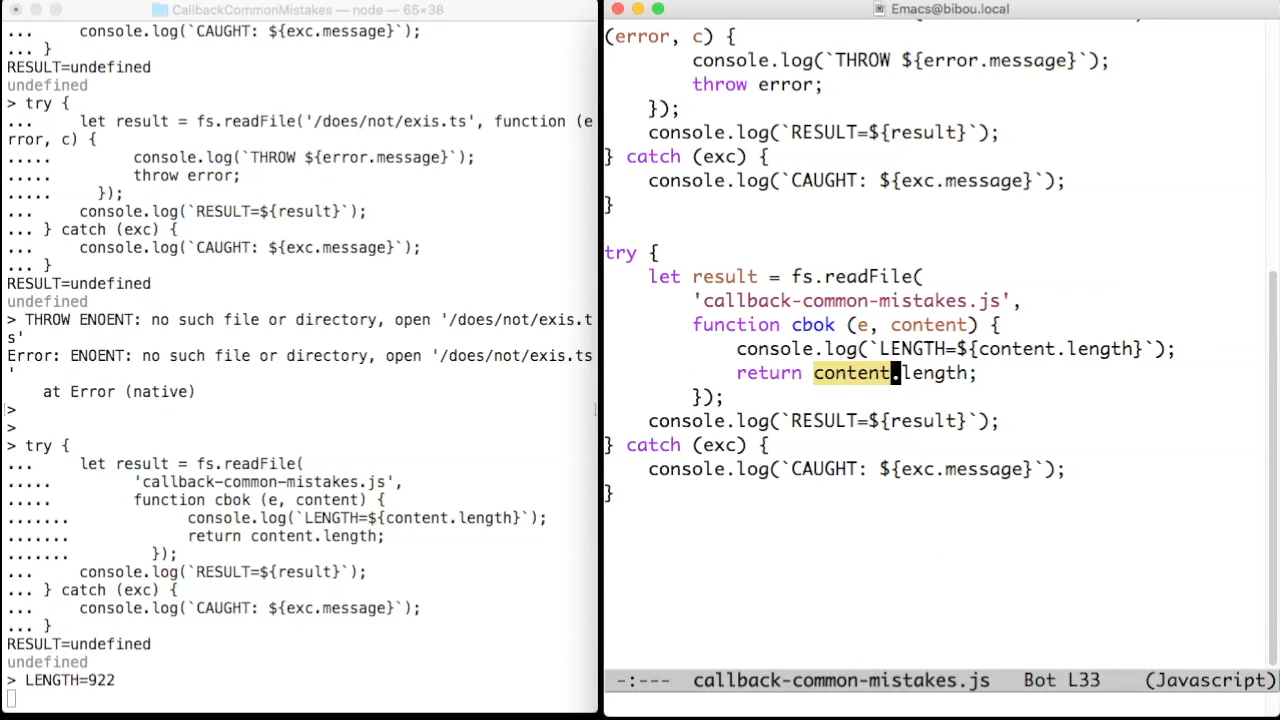 CallbackCommonMistakes — node — 65×38
...     console.log(`CAUGHT: ${exc.message}`);
... }
RESULT=undefined
undefined
> try {
...     let result = fs.readFile('/does/not/exis.ts', function (e
rror, c) {
.....         console.log(`THROW ${error.message}`);
.....         throw error;
.....     });
...     console.log(`RESULT=${result}`);
... } catch (exc) {
...     console.log(`CAUGHT: ${exc.message}`);
... }
RESULT=undefined
undefined
> THROW ENOENT: no such file or directory, open '/does/not/exis.t
s'
Error: ENOENT: no such file or directory, open '/does/not/exis.ts
'
    at Error (native)
>
>
> try {
...     let result = fs.readFile(
.....         'callback-common-mistakes.js',
.....         function cbok (e, content) {
.......             console.log(`LENGTH=${content.length}`);
.......             return content.length;
.......         });
...     console.log(`RESULT=${result}`);
... } catch (exc) {
...     console.log(`CAUGHT: ${exc.message}`);
... }
RESULT=undefined
undefined
> LENGTH=922
Emacs@bibou.local
(error, c) {
        console.log(`THROW ${error.message}`);
        throw error;
    });
    console.log(`RESULT=${result}`);
} catch (exc) {
    console.log(`CAUGHT: ${exc.message}`);
}
try {
    let result = fs.readFile(
        'callback-common-mistakes.js',
        function cbok (e, content) {
            console.log(`LENGTH=${content.length}`);
            return content.length;
        });
    console.log(`RESULT=${result}`);
} catch (exc) {
    console.log(`CAUGHT: ${exc.message}`);
}
-:--- callback-common-mistakes.js Bot L33 (Javascript)